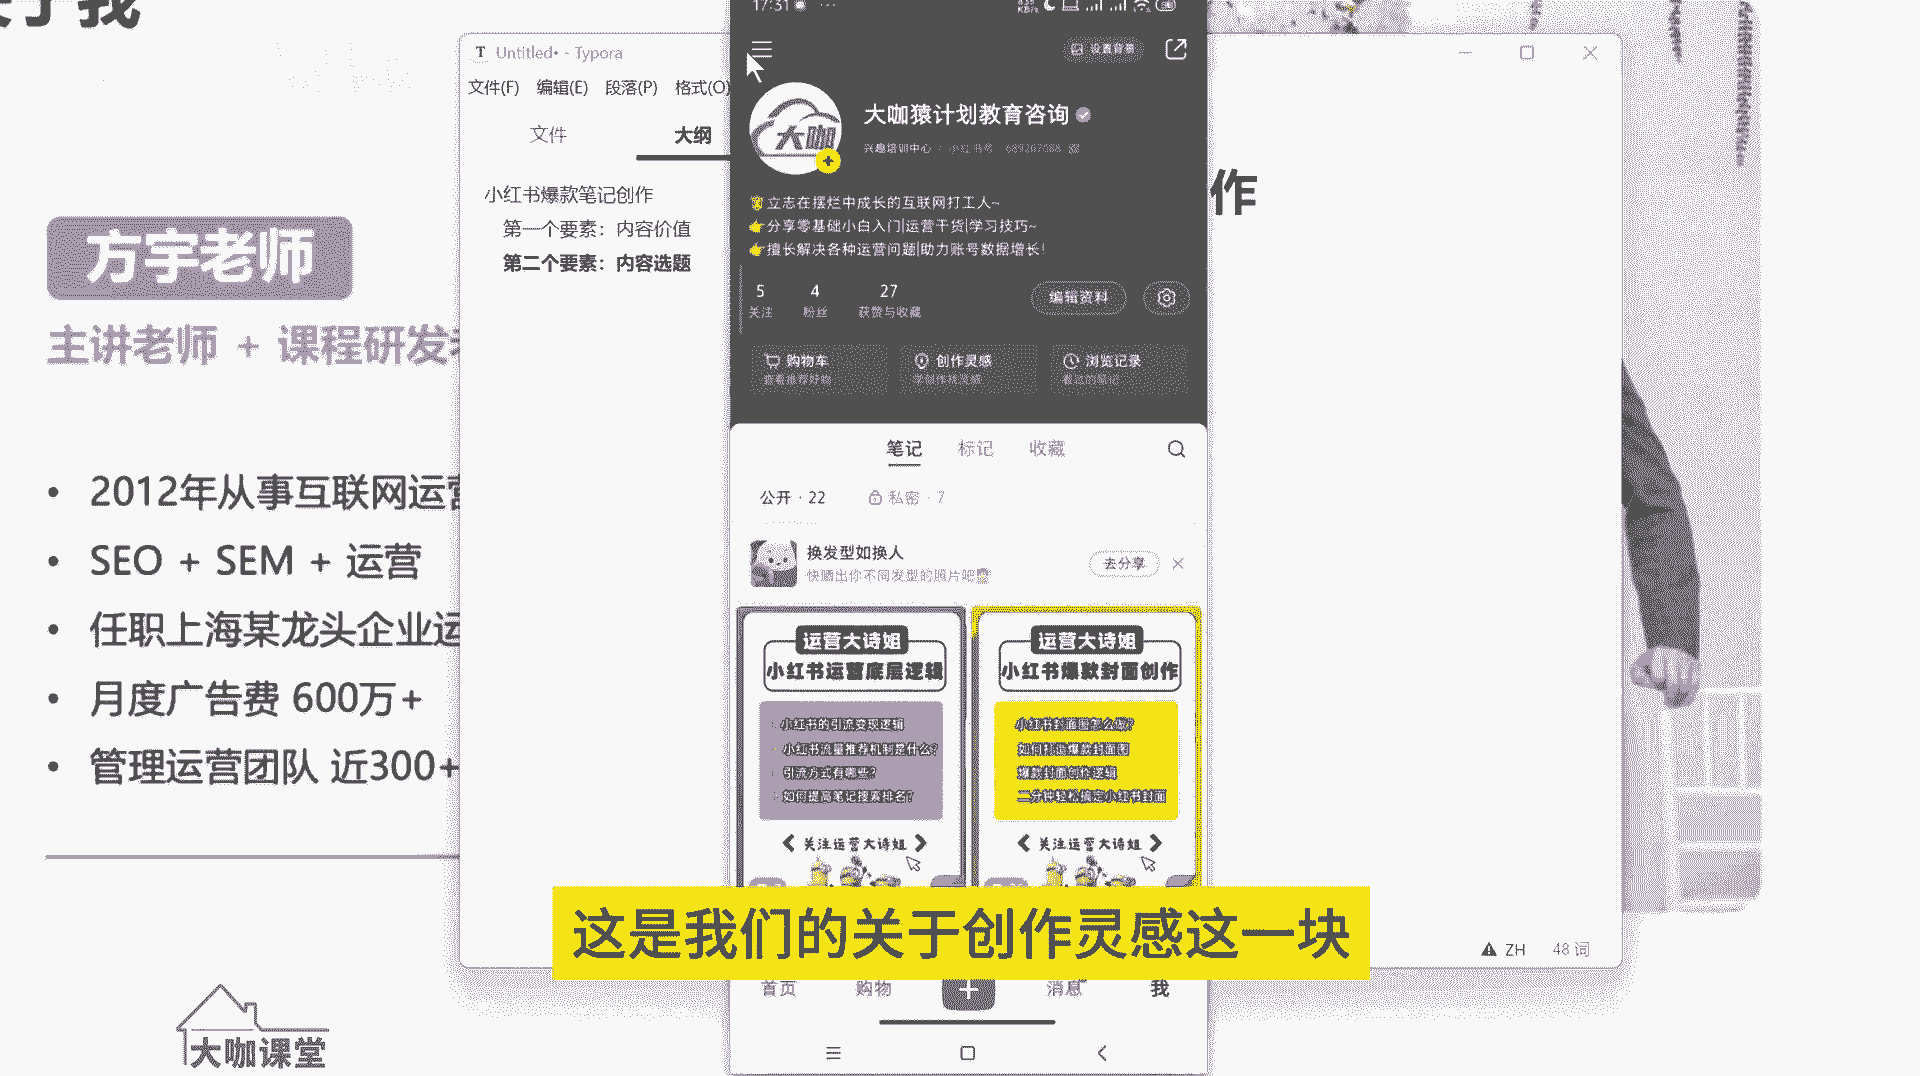 于我
方宇老师
主讲老师 + 课程研发
2012年从事互联网运营
SEO + SEM + 运营
任职上海某龙头企业运
月度广告费 600万+
管理运营团队 近300+
大咖课堂
T Untitled• - Typora
文件(F) 编辑(E) 段落(P) 格式(O)
文件 大纲
小红书爆款笔记创作
第一个要素：内容价值
第二个要素：内容选题
作
ZH 48 词
17:31
设置背景
大咖猿计划教育咨询
兴趣培训中心
立志在摆烂中成长的互联网打工人~
分享零基础小白入门|运营干货|学习技巧~
擅长解决各种运营问题|助力账号数据增长!
5 4 27
关注 粉丝 获赞与收藏
编辑资料
购物车 创作灵感 浏览记录
查看推荐好物 学创作找灵感 看过的笔记
笔记 标记 收藏
公开 · 22 私密 · 7
换发型如换人
快晒出你不同发型的照片吧
去分享
运营大诗姐
小红书运营底层逻辑
小红书的引流变现逻辑
小红书流量推荐机制是什么?
引流方式有哪些?
如何提高笔记搜索排名?
关注运营大诗姐
运营大诗姐
小红书爆款封面创作
小红书封面图怎么做?
如何打造爆款封面图
爆款封面创作逻辑
二分钟轻松搞定小红书封面
关注运营大诗姐
这是我们的关于创作灵感这一块
首页 购物 消息 我